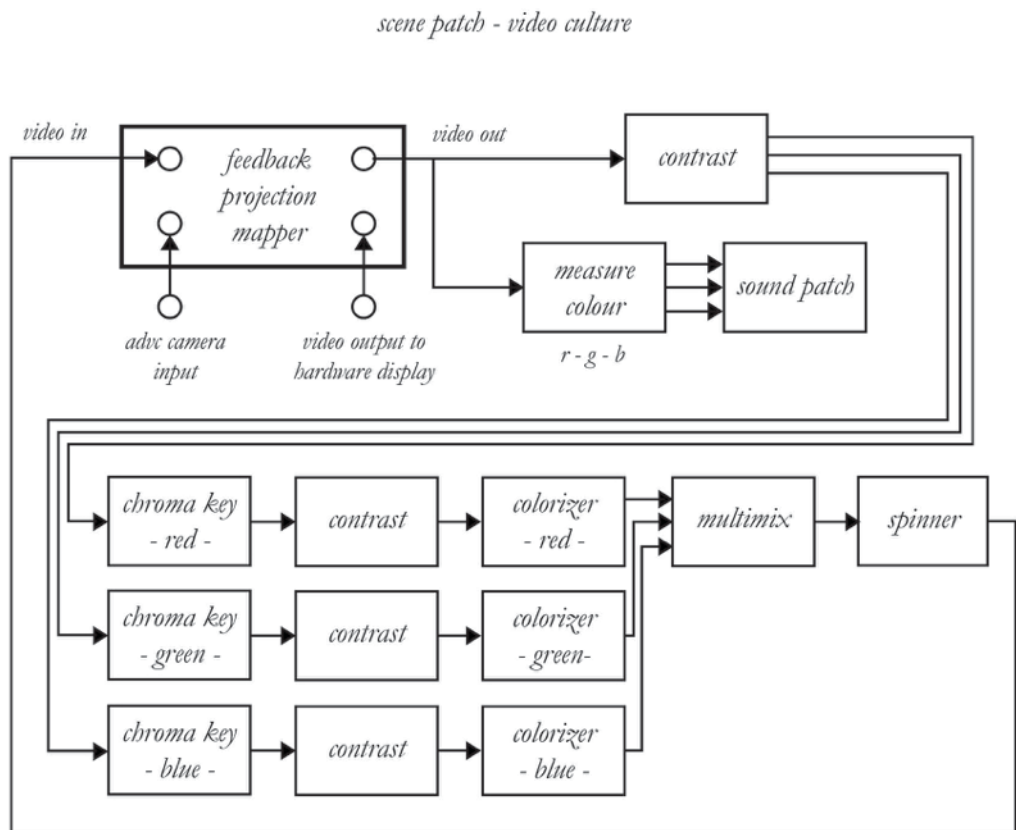 scene patch - video culture
video in
feedback
projection
mapper
video out
contrast
measure
colour
sound patch
r - g - b
advc camera
input
video output to
hardware display
chroma key
- red -
contrast
colorizer
- red -
multimix
spinner
chroma key
- green -
contrast
colorizer
- green-
chroma key
- blue -
contrast
colorizer
- blue -